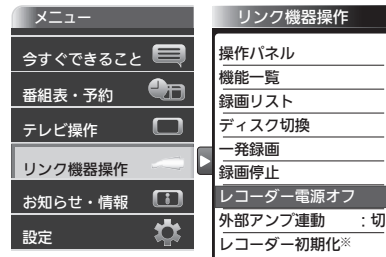 メニュー
今すぐできること
番組表・予約
テレビ操作
リンク機器操作
お知らせ・情報
設定
リンク機器操作
操作パネル
機能一覧
録画リスト
ディスク切換
一発録画
録画停止
レコーダー電源オフ
外部アンプ連動 :切
レコーダー初期化※